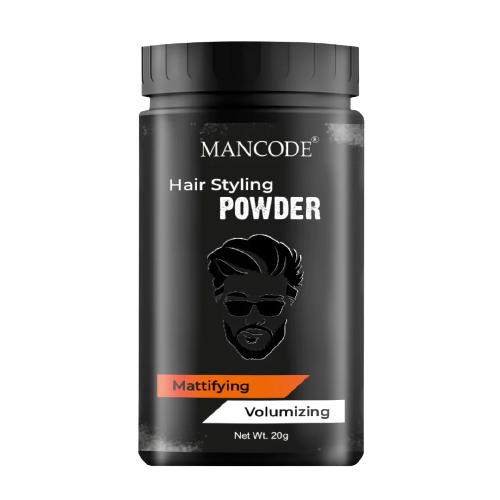 MANCODE®
Hair Styling
POWDER
Mattifying
Volumizing
Net Wt. 20g